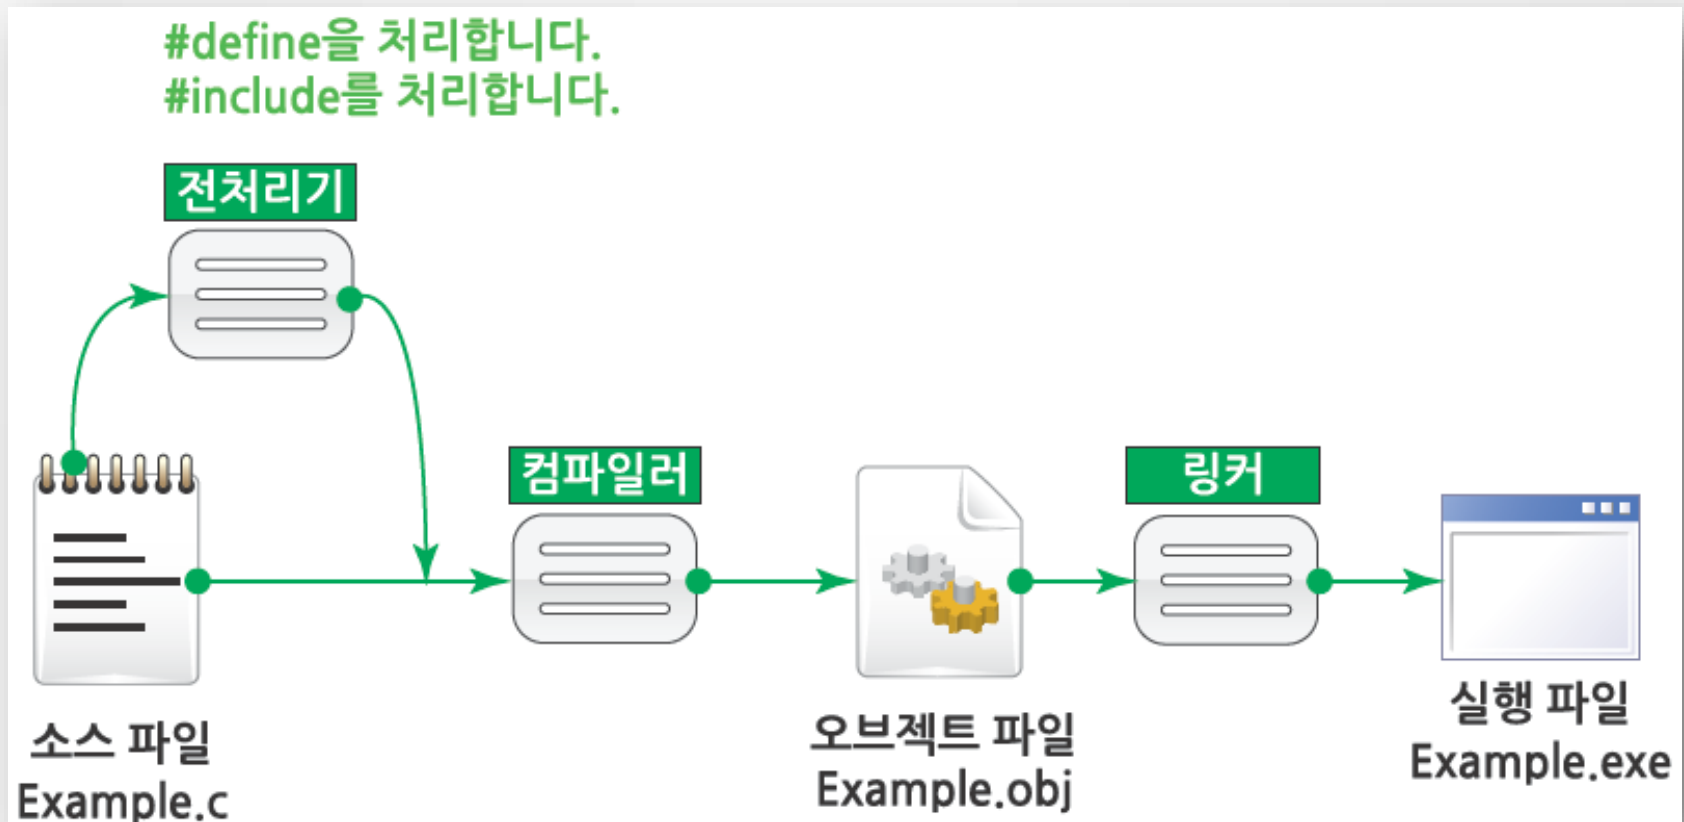 #define을 처리합니다.
#include를 처리합니다.
전처리기
컴파일러
링커
소스 파일
Example.c
오브젝트 파일
Example.obj
실행 파일
Example.exe